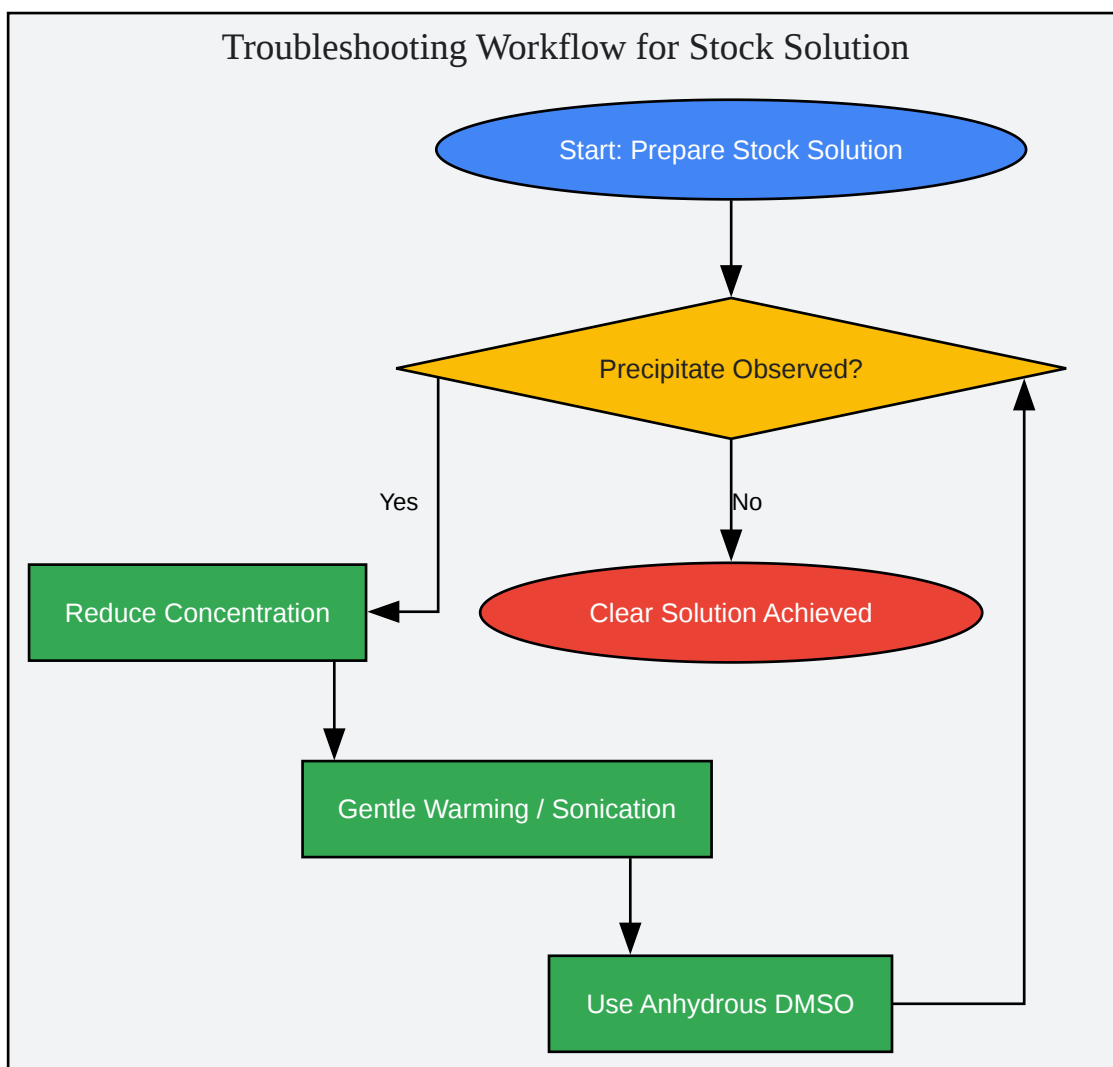 Troubleshooting Workflow for Stock Solution
Start: Prepare Stock Solution
Precipitate Observed?
Yes
No
Reduce Concentration
Clear Solution Achieved
Gentle Warming / Sonication
Use Anhydrous DMSO